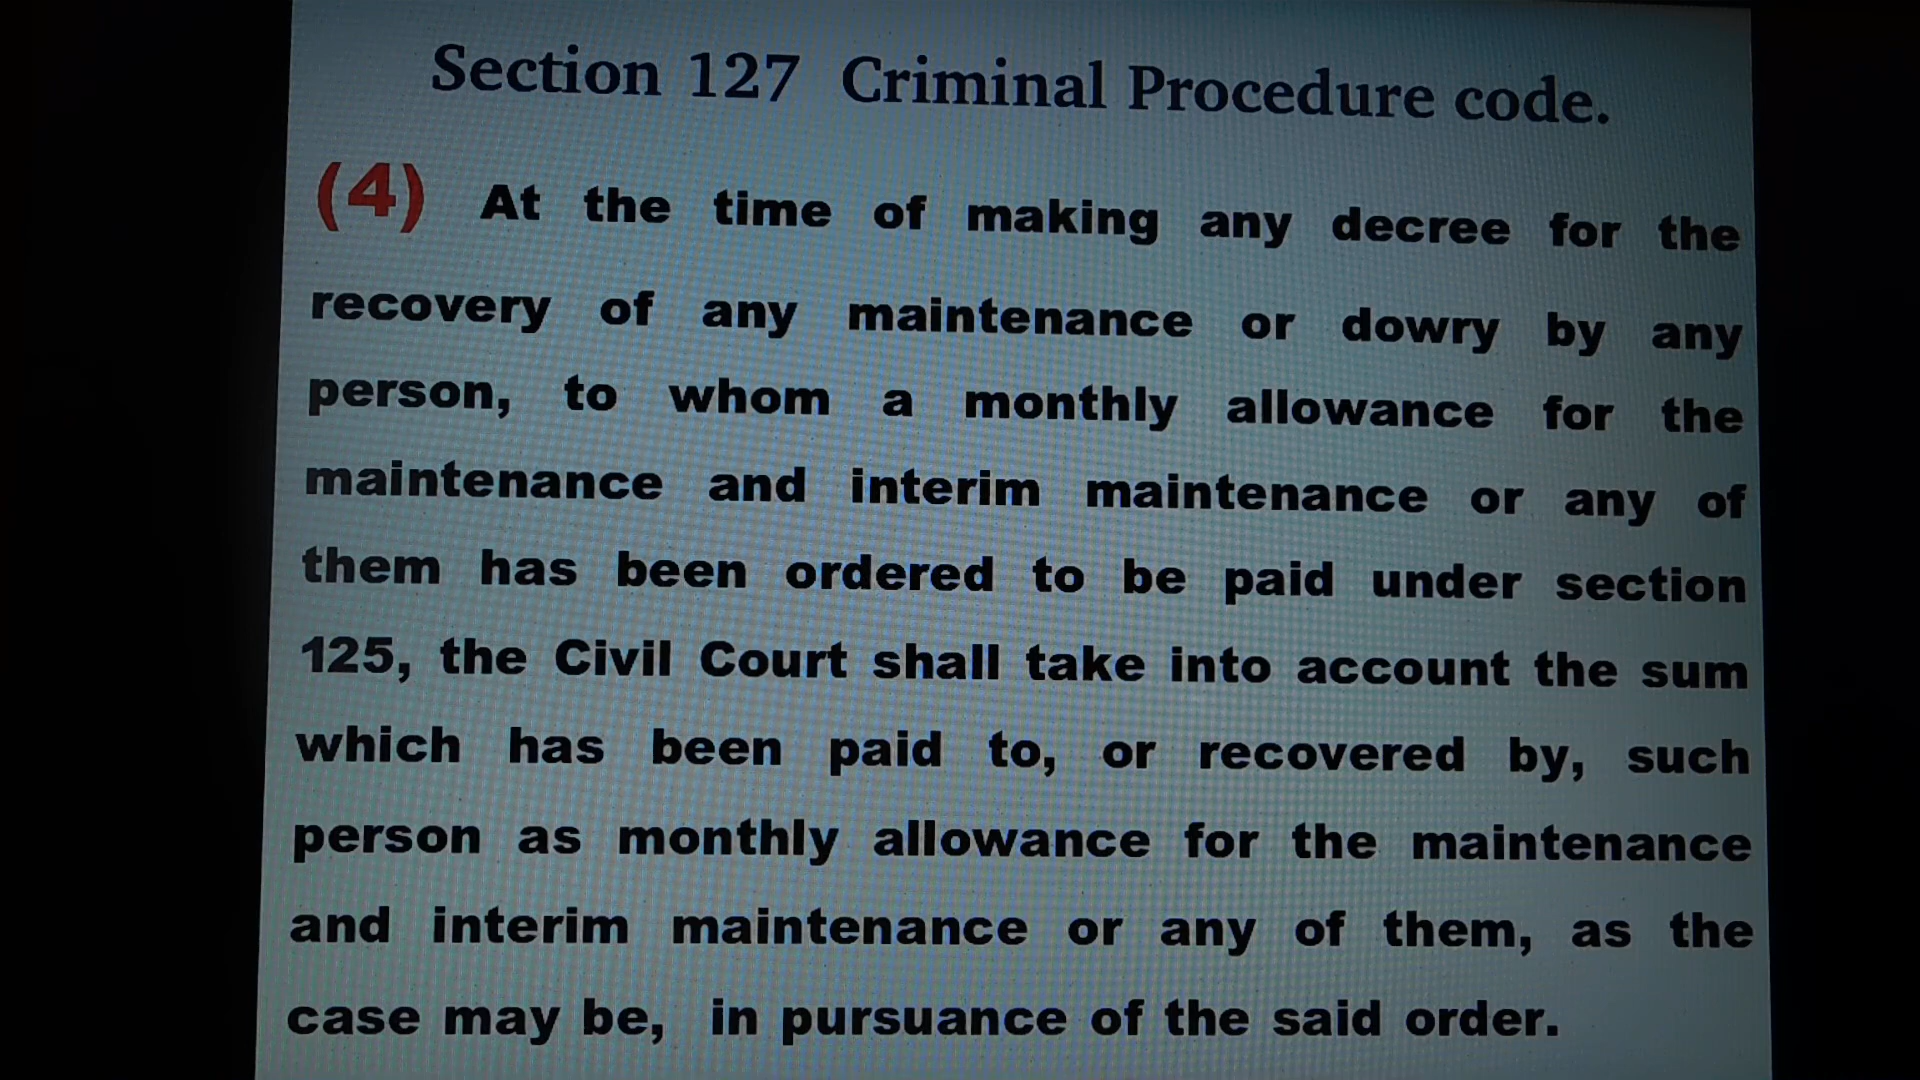 Section 127 Criminal Procedure code.
(4) At the time of making any decree for the
recovery of any maintenance or dowry by any
person, to whom a monthly allowance for the
maintenance and interim maintenance or any of
them has been ordered to be paid under section
125, the Civil Court shall take into account the sum
which has been paid to, or recovered by, such
person as monthly allowance for the maintenance
and interim maintenance or any of them, as the
case may be, in pursuance of the said order.